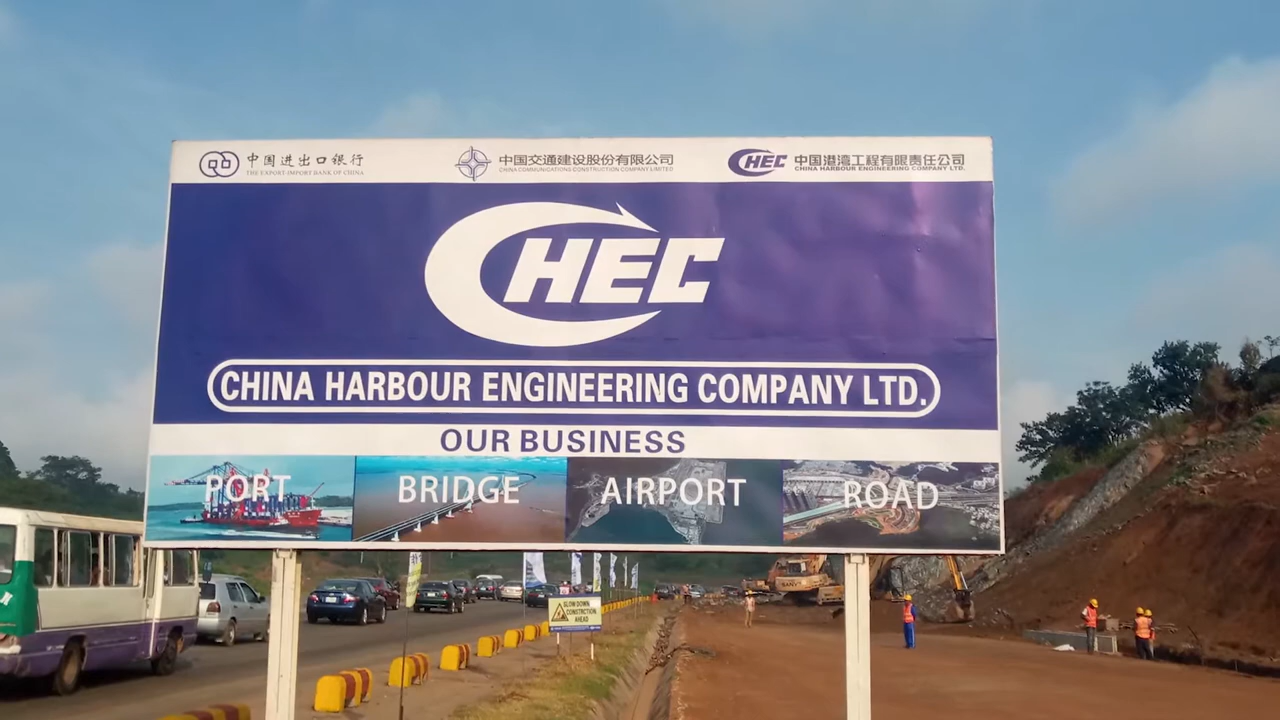 中国进出口银行
THE EXPORT-IMPORT BANK OF CHINA
中国交通建设股份有限公司
CHINA COMMUNICATIONS CONSTRUCTION COMPANY LIMITED
CHEC 中国港湾工程有限责任公司
CHINA HARBOUR ENGINEERING COMPANY LTD.
CHEC
CHINA HARBOUR ENGINEERING COMPANY LTD.
OUR BUSINESS
PORT BRIDGE AIRPORT ROAD
SLOW DOWN
CONSTRCTION
AHEAD
SANY